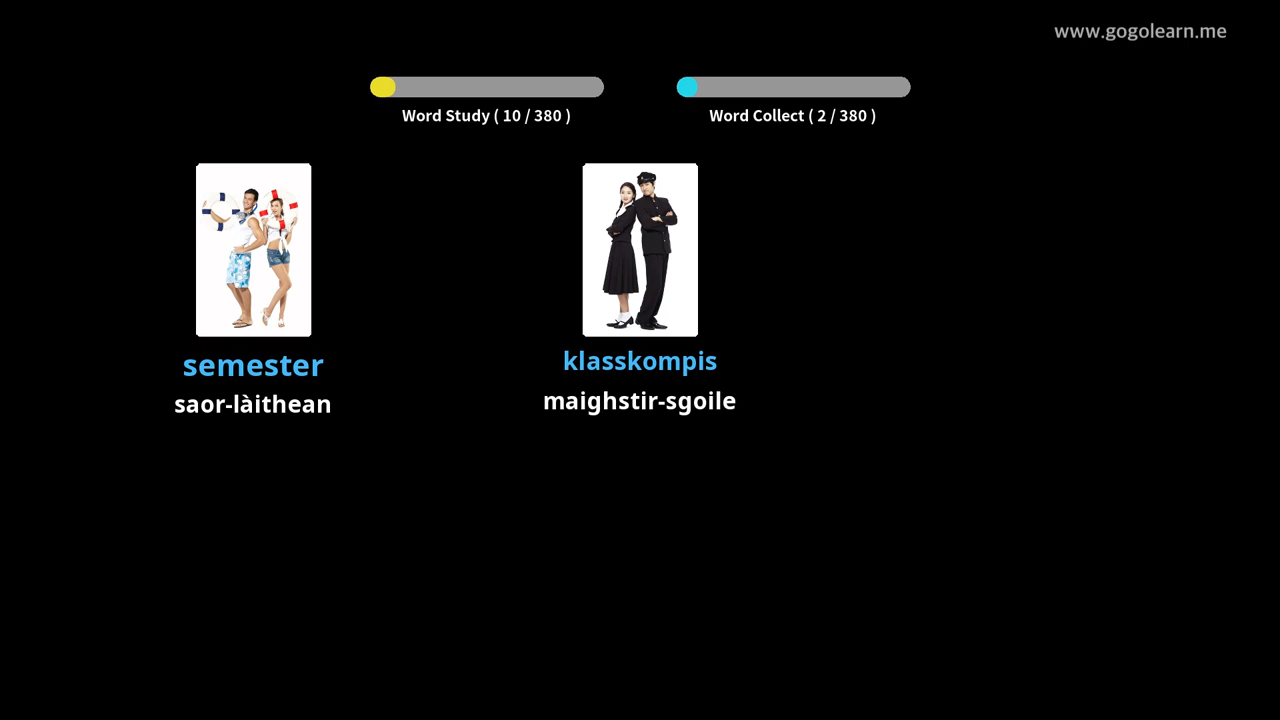 www.gogolearn.me
Word Study ( 10 / 380 )
Word Collect ( 2 / 380 )
semester
saor-làithean
klasskompis
maighstir-sgoile